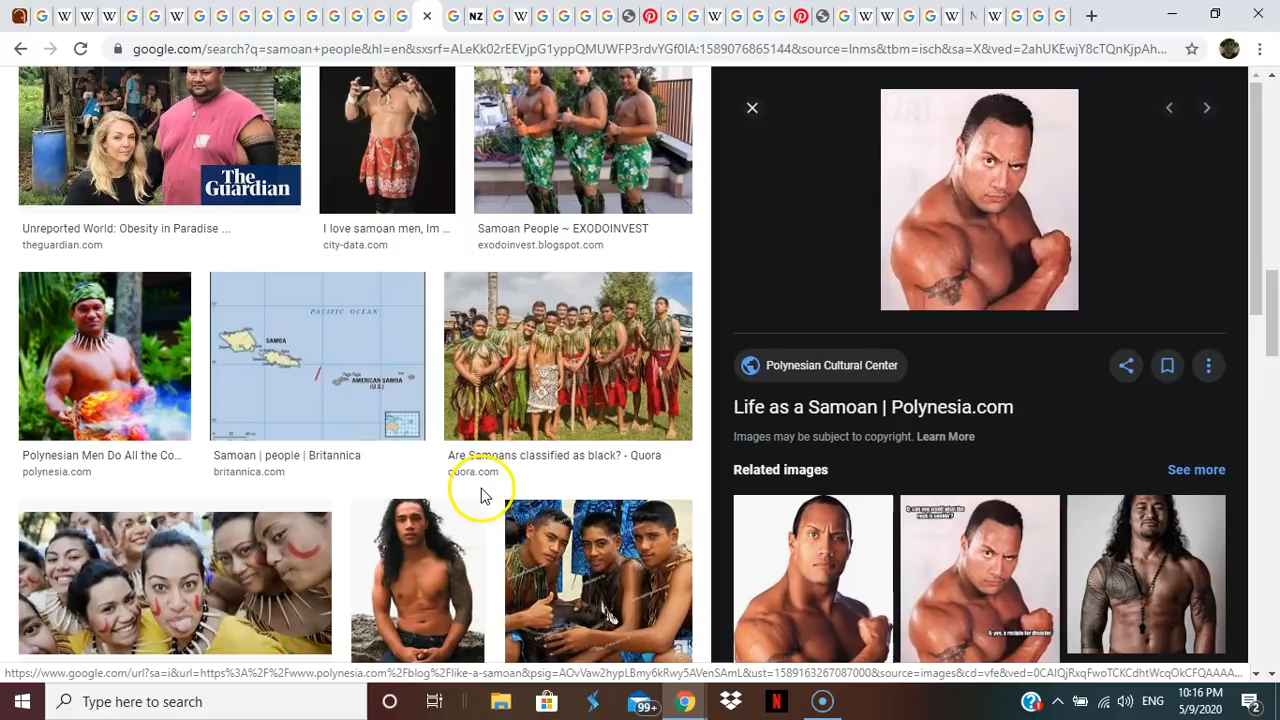 google.com/search?q=samoan+people&hl=en&sxsrf=ALeKk02rEEVjpG1yppQMUWFP3rdvYGf0lA:1589079365144&source=lnms&tbm=isch&sa=X&ved=2ahUKEwjY8cTQnKjpAh...
The
Guardian
Unreported World: Obesity in Paradise ...
theguardian.com
I love samoan men, Im ...
city-data.com
Samoan People ~ EXODOINVEST
exodoinvest.blogspot.com
PACIFIC OCEAN
SAMOA
AMERICAN SAMOA
(U.S.)
Polynesian Men Do All the Co...
polynesia.com
Samoan | people | Britannica
britannica.com
Are Samoans classified as black? - Quora
quora.com
Polynesian Cultural Center
Life as a Samoan | Polynesia.com
Images may be subject to copyright. Learn More
Related images
See more
https://www.google.com/url?sa=i&url=https%3A%2F%2Fwww.polynesia.com%2Fblog%2Flike-a-samoan&psig=AOvVaw2hypLBmy6kRwy5AVenSAmL&ust=1589163267087000&source=images&cd=vfe&ved=0CAIQjRxqFwoTCKCdhtWcqOkCFQAAAA...
Type here to search
99+
ENG
10:16 PM
5/9/2020
2